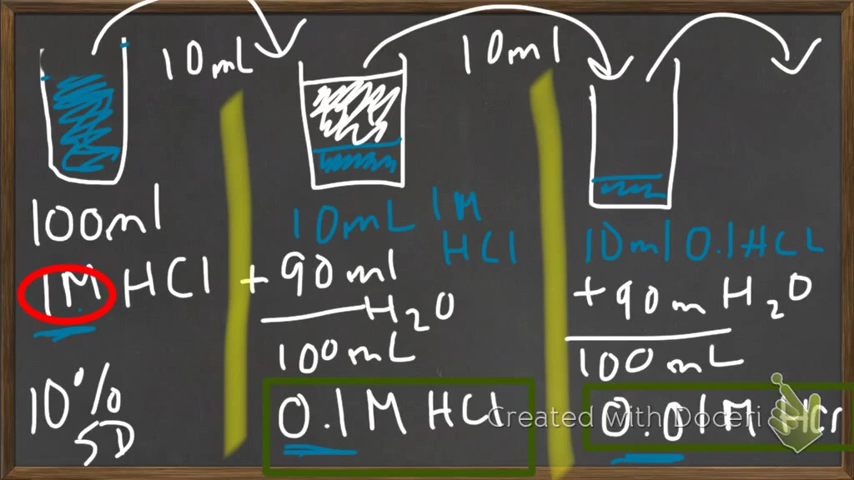 10mL
10ml
100ml
1M HCl
10%
SD
10mL 1M
HCl
+ 90ml
H2O
100mL
0.1M HCl
10ml 0.1HCL
+90m H2O
100mL
0.01M HCl
Created with Doceri